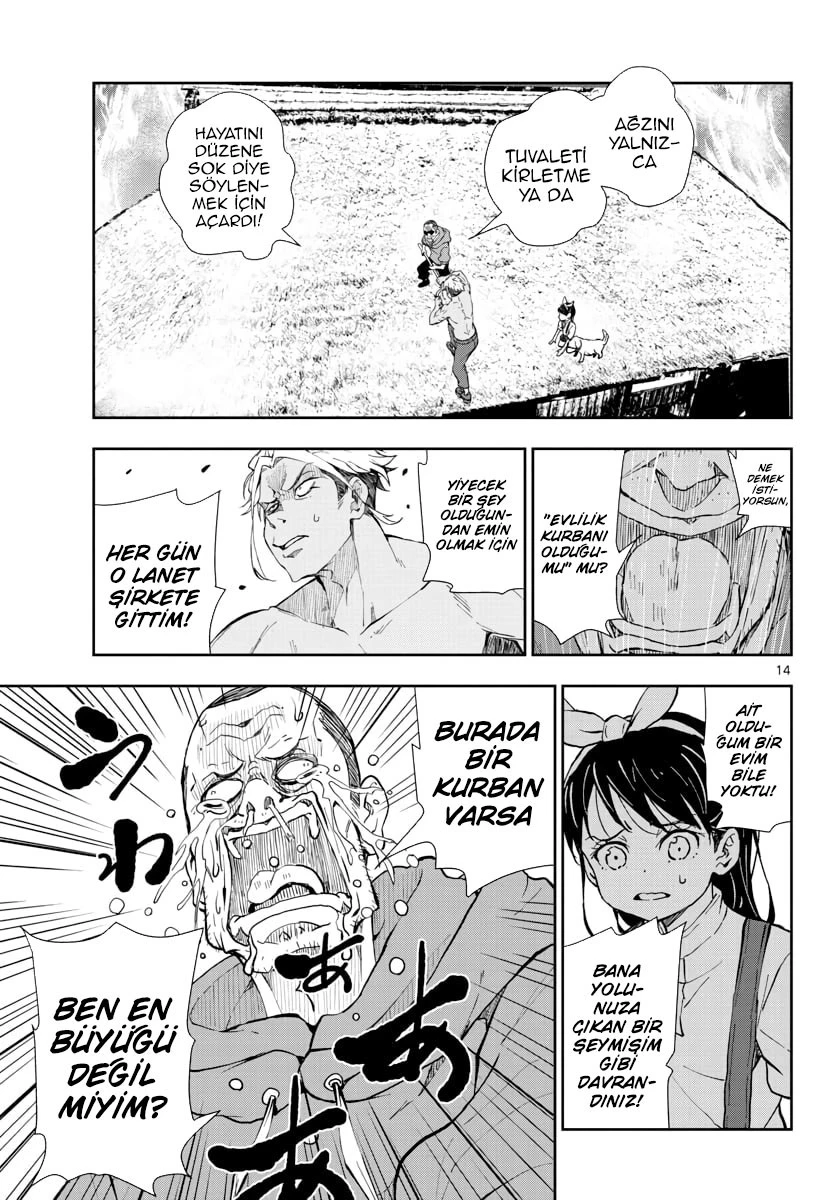 AĞZINI
YALNIZ-
CA
TUVALETİ
KİRLETME
YA DA
HAYATINI
DÜZENE
SOK DİYE
SÖYLEN-
MEK İÇİN
AÇARDI!
NE
DEMEK
İSTİ-
YORSUN,
"EVLİLİK
KURBANI
OLDUĞU-
MU" MU?
YİYECEK
BİR ŞEY
OLDUĞUN-
DAN EMİN
OLMAK İÇİN
HER GÜN
O LANET
ŞİRKETE
GİTTİM!
14
AİT OLDU-
ĞUM BİR
EVİM
BİLE
YOKTU!
BANA
YOLU-
NUZA
ÇIKAN BİR
ŞEYMİŞİM
GİBİ
DAVRAN-
DINIZ!
BURADA
BİR
KURBAN
VARSA
うわ
ぁああ
BEN EN
BÜYÜĞÜ
DEĞİL
MİYİM?